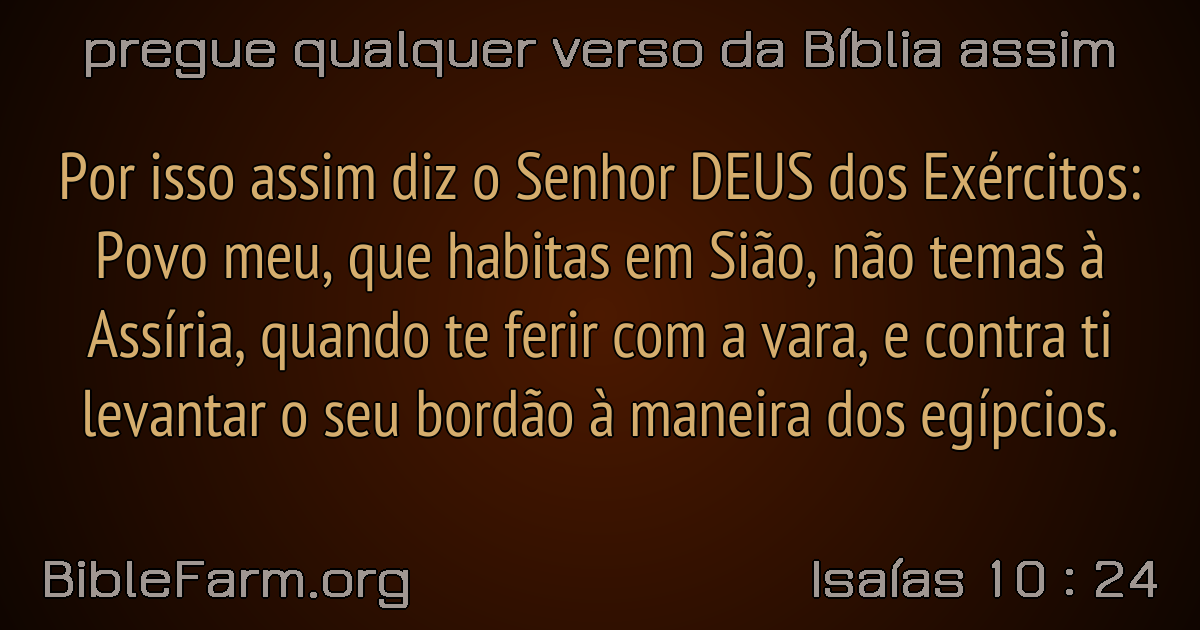 pregue qualquer verso da Bíblia assim
Por isso assim diz o Senhor DEUS dos Exércitos:
Povo meu, que habitas em Sião, não temas à
Assíria, quando te ferir com a vara, e contra ti
levantar o seu bordão à maneira dos egípcios.
BibleFarm.org
Isaías 10 : 24